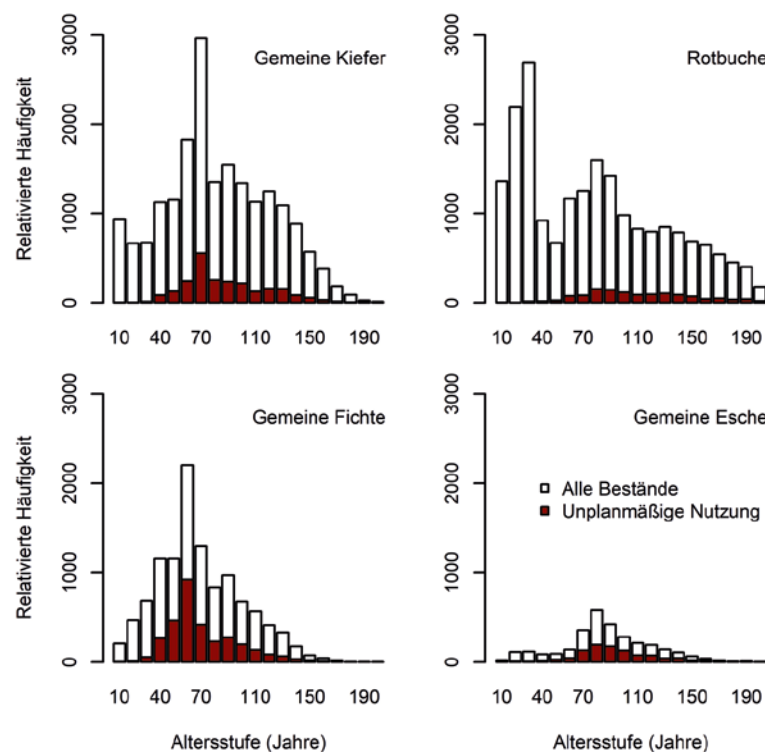 Gemeine Kiefer
Relativierte Häufigkeit
3000
2000
1000
0
10 40 70 110 150 190
Rotbuche
3000
2000
1000
0
10 40 70 110 150 190
Gemeine Fichte
Relativierte Häufigkeit
3000
2000
1000
0
10 40 70 110 150 190
Altersstufe (Jahre)
Gemeine Esche
3000
2000
1000
0
Alle Bestände
Unplanmäßige Nutzung
10 40 70 110 150 190
Altersstufe (Jahre)